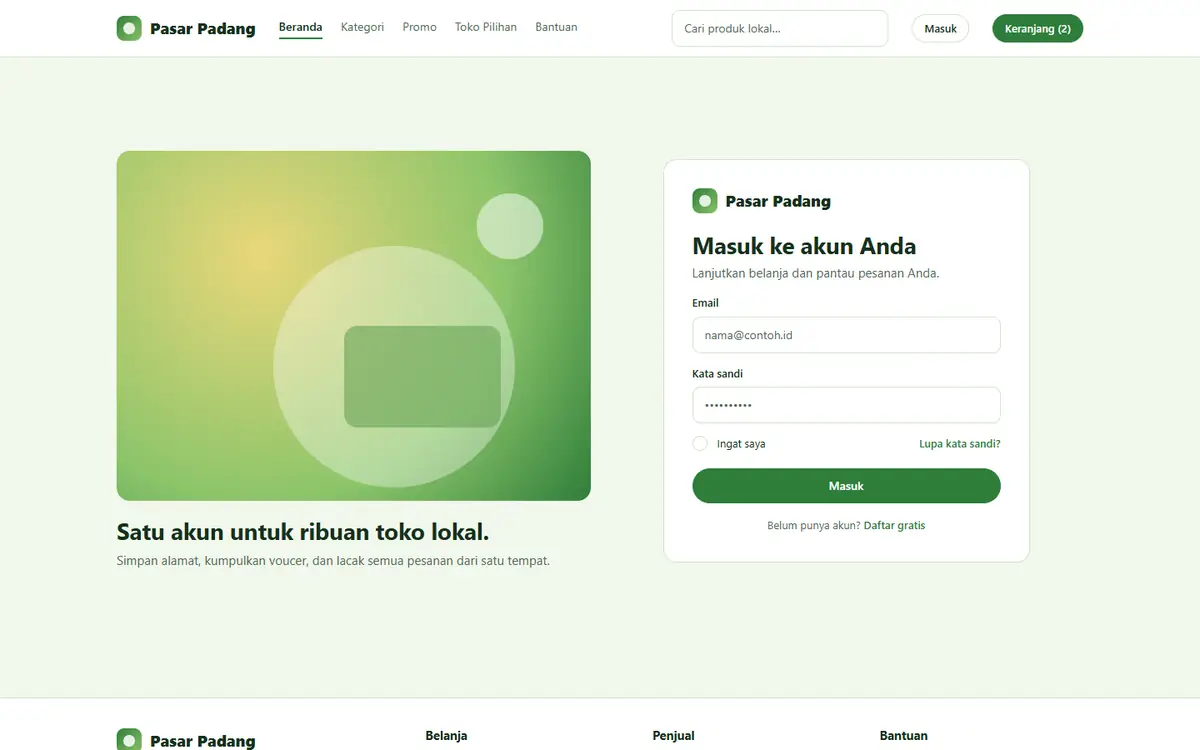 Pasar Padang
Beranda Kategori Promo Toko Pilihan Bantuan
Cari produk lokal...
Masuk
Keranjang (2)
Satu akun untuk ribuan toko lokal.
Simpan alamat, kumpulkan voucer, dan lacak semua pesanan dari satu tempat.
Pasar Padang
Masuk ke akun Anda
Lanjutkan belanja dan pantau pesanan Anda.
Email
nama@contoh.id
Kata sandi
••••••••••
Ingat saya
Lupa kata sandi?
Masuk
Belum punya akun? Daftar gratis
Pasar Padang
Belanja
Penjual
Bantuan